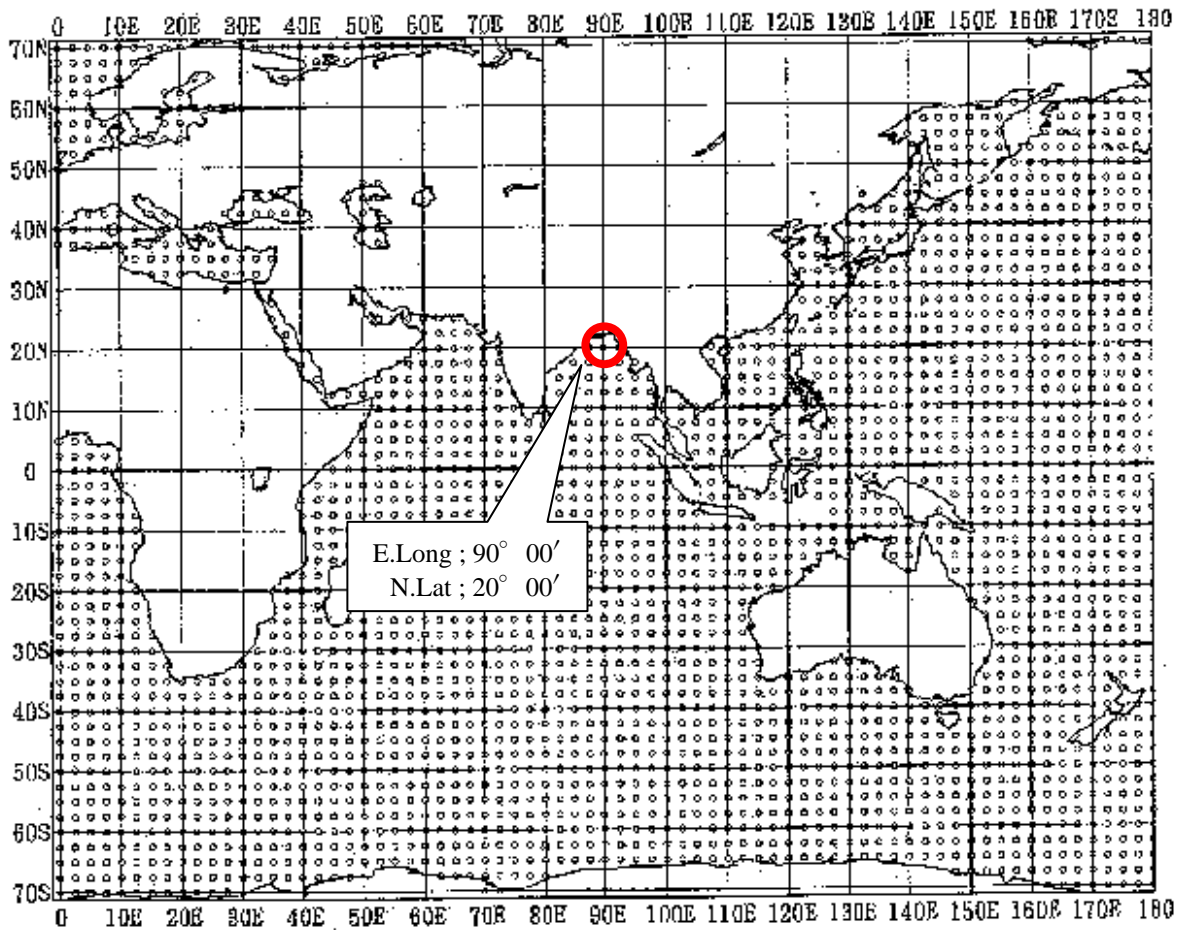 0 10E 20E 30E 40E 50E 60E 70E 80E 90E 100E 110E 120E 130E 140E 150E 160E 170E 180
70N
60N
50N
40N
30N
20N
10N
0
10S
20S
30S
40S
50S
60S
70S
E.Long ; 90° 00′
N.Lat ; 20° 00′
0 10E 20E 30E 40E 50E 60E 70E 80E 90E 100E 110E 120E 130E 140E 150E 160E 170E 180